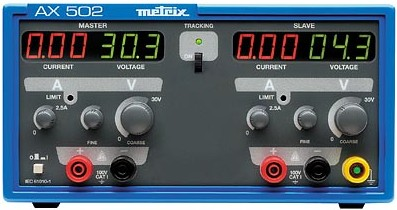 AX 502 metrix
MASTER TRACKING SLAVE
0.00 30.3 0.00 04.3
CURRENT VOLTAGE ON CURRENT VOLTAGE
A V A V
LIMIT LIMIT
2.5A 30V 2.5A 30V
0 FINE 0 COARSE 0 FINE 0 COARSE
+ - + -
100V CAT I 100V CAT I
IEC 61010-1